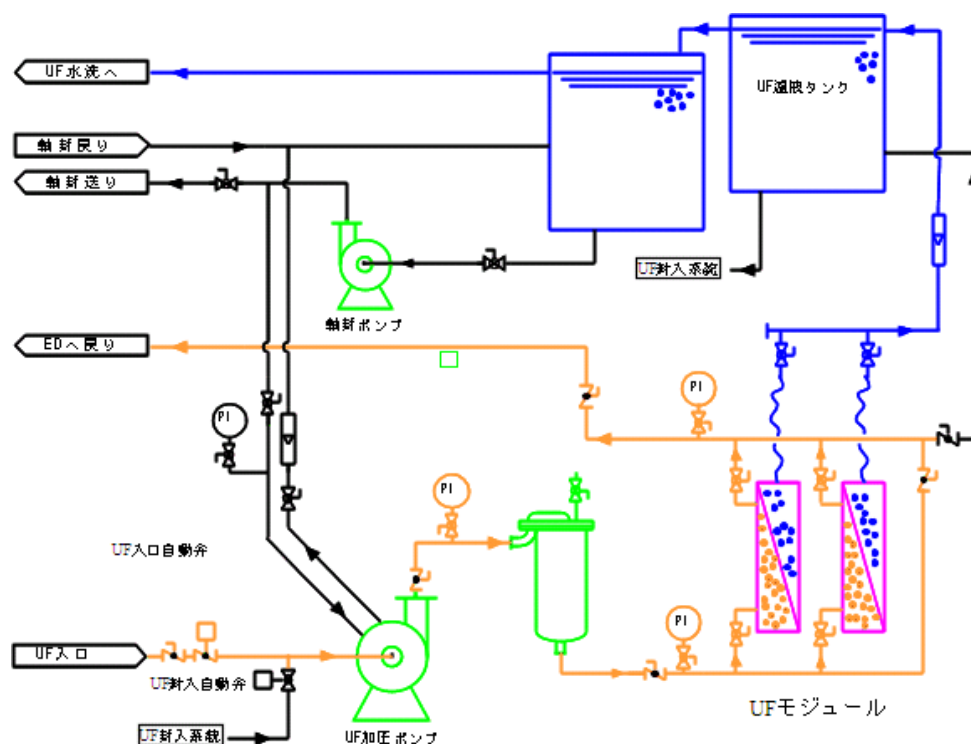 UF水洗へ
UF濾液タンク
軸封戻り
軸封送り
UF封入系統
軸封ポンプ
EDへ戻り
PI
PI
PI
UF入口自動弁
PI
UF入口
UF封入自動弁
UFモジュール
UF封入系統
UF加圧ポンプ